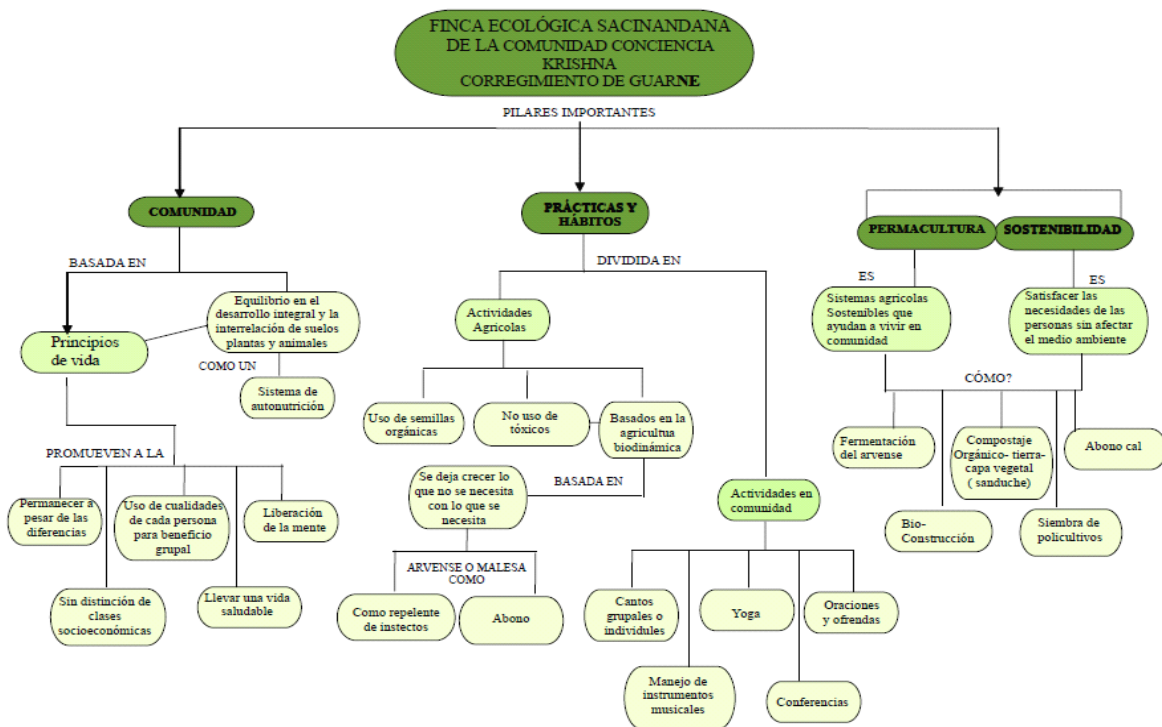 FINCA ECOLÓGICA SACINANDANA
DE LA COMUNIDAD CONCIENCIA
KRISHNA
CORREGIMIENTO DE GUARNE
PILARES IMPORTANTES
COMUNIDAD
PRÁCTICAS Y
HÁBITOS
PERMACULTURA
SOSTENIBILIDAD
BASADA EN
Principios
de vida
Equilibrio en el
desarrollo integral y la
interrelación de suelos
plantas y animales
COMO UN
Sistema de
autonutrición
PROMUEVEN A LA
Permanecer a
pesar de las
diferencias
Uso de cualidades
de cada persona
para beneficio
grupal
Liberación
de la mente
Sin distinción de
clases
socioeconómicas
Llevar una vida
saludable
DIVIDIDA EN
Actividades
Agrícolas
Uso de semillas
orgánicas
No uso de
tóxicos
Basados en la
agricultua
biodinámica
BASADA EN
Se deja crecer lo
que no se necesita
con lo que se
necesita
ARVENSE O MALESA
COMO
Como repelente
de instectos
Abono
Actividades en
comunidad
Cantos
grupales o
individules
Yoga
Oraciones
y ofrendas
Manejo de
instrumentos
musicales
Conferencias
ES
Sistemas agricolas
Sostenibles que
ayudan a vivir en
comunidad
ES
Satisfacer las
necesidades de las
personas sin afectar
el medio ambiente
CÓMO?
Fermentación
del arvense
Compostaje
Orgánico- tierra-
capa vegetal
( sanduche)
Abono cal
Bio-
Construcción
Siembra de
policultivos